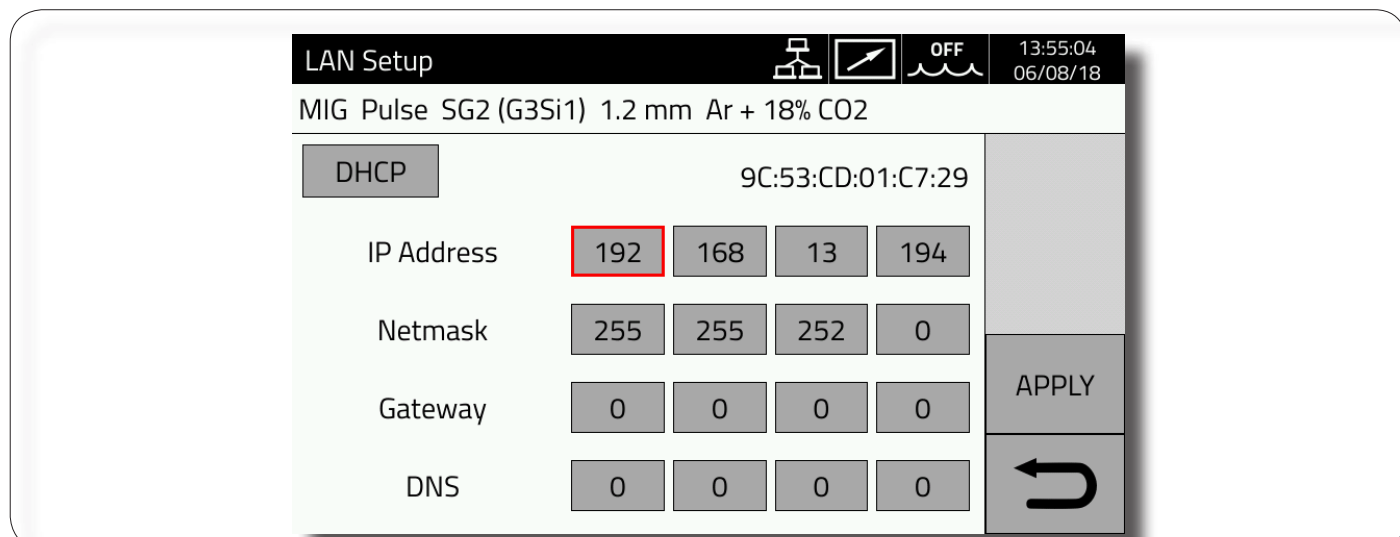 LAN Setup OFF 13:55:04
06/08/18
MIG Pulse SG2 (G3Si1) 1.2 mm Ar + 18% CO2
DHCP 9C:53:CD:01:C7:29
IP Address 192 168 13 194
Netmask 255 255 252 0
Gateway 0 0 0 0
APPLY
DNS 0 0 0 0